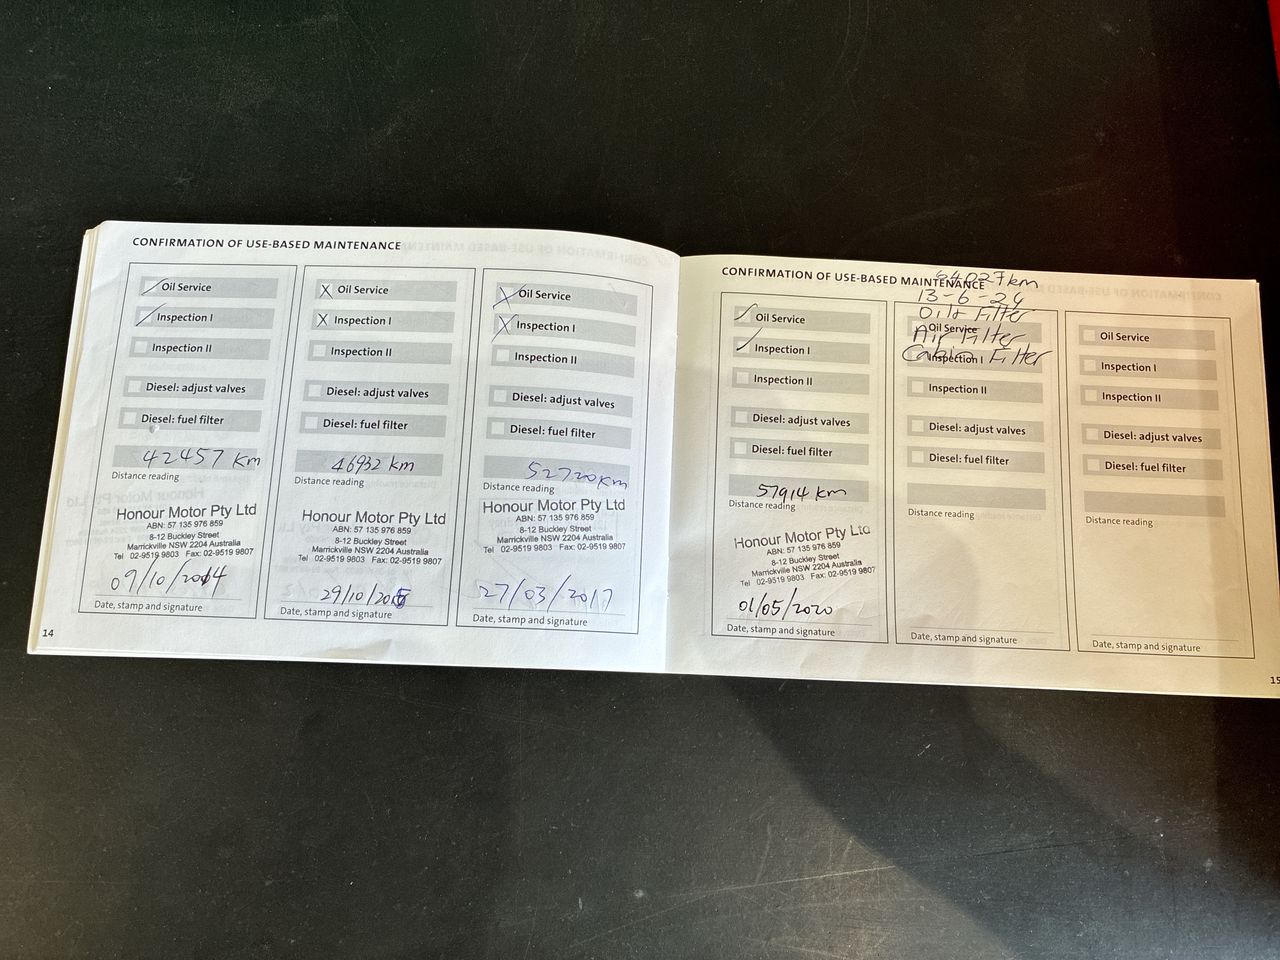 CONFIRMATION OF USE-BASED MAINTENANCE
Oil Service
Inspection I
Inspection II
Diesel: adjust valves
Diesel: fuel filter
42457 Km
Distance reading
Honour Motor Pty Ltd
ABN: 57 135 976 859
8-12 Buckley Street
Marrickville NSW 2204 Australia
Tel 02-9519 9803 Fax: 02-9519 9807
09/10/2014
Date, stamp and signature
Oil Service
Inspection I
Inspection II
Diesel: adjust valves
Diesel: fuel filter
46932 km
Distance reading
Honour Motor Pty Ltd
ABN: 57 135 976 859
8-12 Buckley Street
Marrickville NSW 2204 Australia
Tel 02-9519 9803 Fax: 02-9519 9807
29/10/
Date, stamp and signature
Oil Service
Inspection I
Inspection II
Diesel: adjust valves
Diesel: fuel filter
52720 Km
Distance reading
Honour Motor Pty Ltd
ABN: 57 135 976 859
8-12 Buckley Street
Marrickville NSW 2204 Australia
Tel 02-9519 9803 Fax: 02-9519 9807
27/03/2017
Date, stamp and signature
14
CONFIRMATION OF USE-BASED MAINTENANCE
Oil Service
Inspection I
Inspection II
Diesel: adjust valves
Diesel: fuel filter
57914 km
Distance reading
Honour Motor Pty Ltd
ABN: 57 135 976 859
8-12 Buckley Street
Marrickville NSW 2204 Australia
Tel 02-9519 9803 Fax: 02-9519 9807
01/05/2020
Date, stamp and signature
km
13-6-24
Filter
Oil Service
Air Filter
Inspection I
Cabin Filter
Inspection II
Diesel: adjust valves
Diesel: fuel filter
Distance reading
Date, stamp and signature
Oil Service
Inspection I
Inspection II
Diesel: adjust valves
Diesel: fuel filter
Distance reading
Date, stamp and signature
15